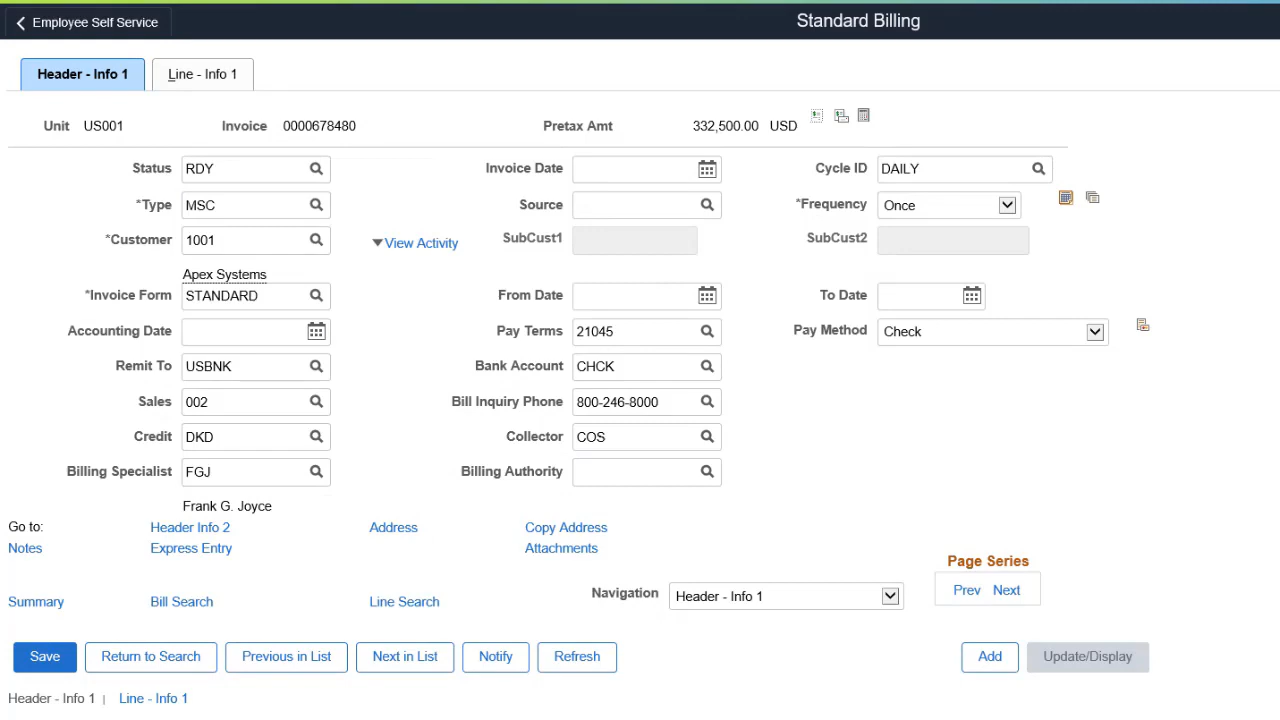 Employee Self Service
Standard Billing
Header - Info 1
Line - Info 1
Unit US001 Invoice 0000678480 Pretax Amt 332,500.00 USD
Status RDY Invoice Date Cycle ID DAILY
*Type MSC Source *Frequency Once
*Customer 1001 View Activity SubCust1 SubCust2
Apex Systems
*Invoice Form STANDARD From Date To Date
Accounting Date Pay Terms 21045 Pay Method Check
Remit To USBNK Bank Account CHCK
Sales 002 Bill Inquiry Phone 800-246-8000
Credit DKD Collector COS
Billing Specialist FGJ Billing Authority
Frank G. Joyce
Go to: Header Info 2 Address Copy Address
Notes Express Entry Attachments
Page Series
Summary Bill Search Line Search Navigation Header - Info 1 Prev Next
Save Return to Search Previous in List Next in List Notify Refresh Add Update/Display
Header - Info 1 | Line - Info 1